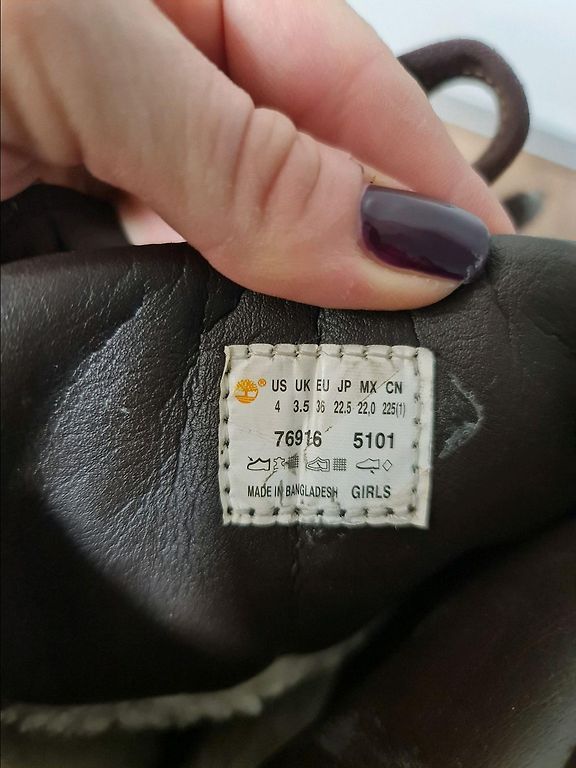 ® US UK EU JP MX CN
4 3.5 36 22.5 22,0 225(1)
76916 5101
MADE IN BANGLADESH GIRLS